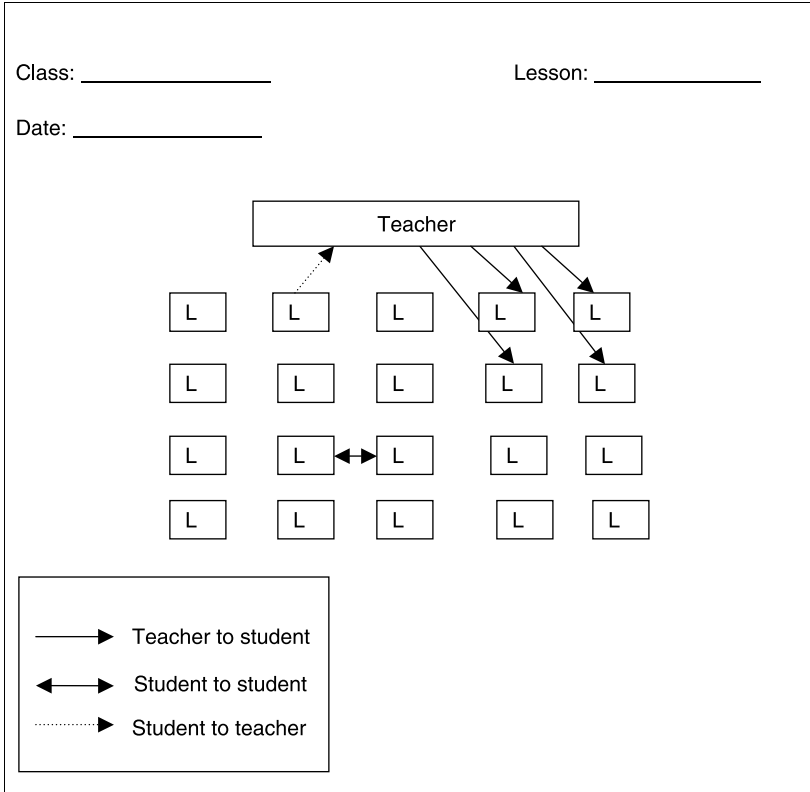 Class: Lesson:
Date:
Teacher
L L L L L
L L L L L
L L L L L
L L L L L
Teacher to student
Student to student
Student to teacher